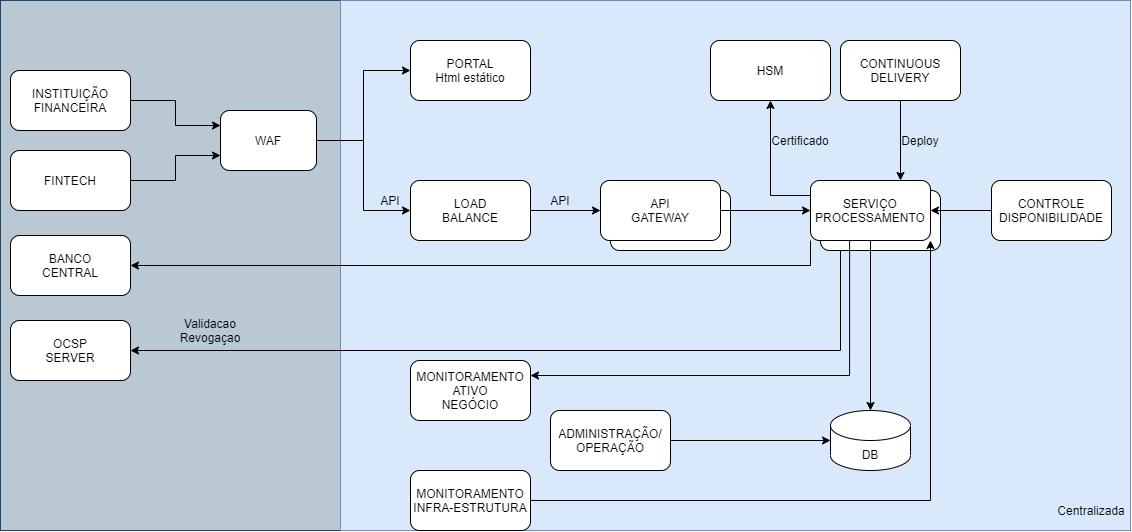 PORTAL
Html estático
HSM
CONTINUOUS
DELIVERY
INSTITUIÇÃO
FINANCEIRA
WAF
Certificado
Deploy
FINTECH
API
LOAD
BALANCE
API
API
GATEWAY
SERVIÇO
PROCESSAMENTO
CONTROLE
DISPONIBILIDADE
BANCO
CENTRAL
Validacao
Revogaçao
OCSP
SERVER
MONITORAMENTO
ATIVO
NEGÓCIO
ADMINISTRAÇÃO/
OPERAÇÃO
DB
MONITORAMENTO
INFRA-ESTRUTURA
Centralizada